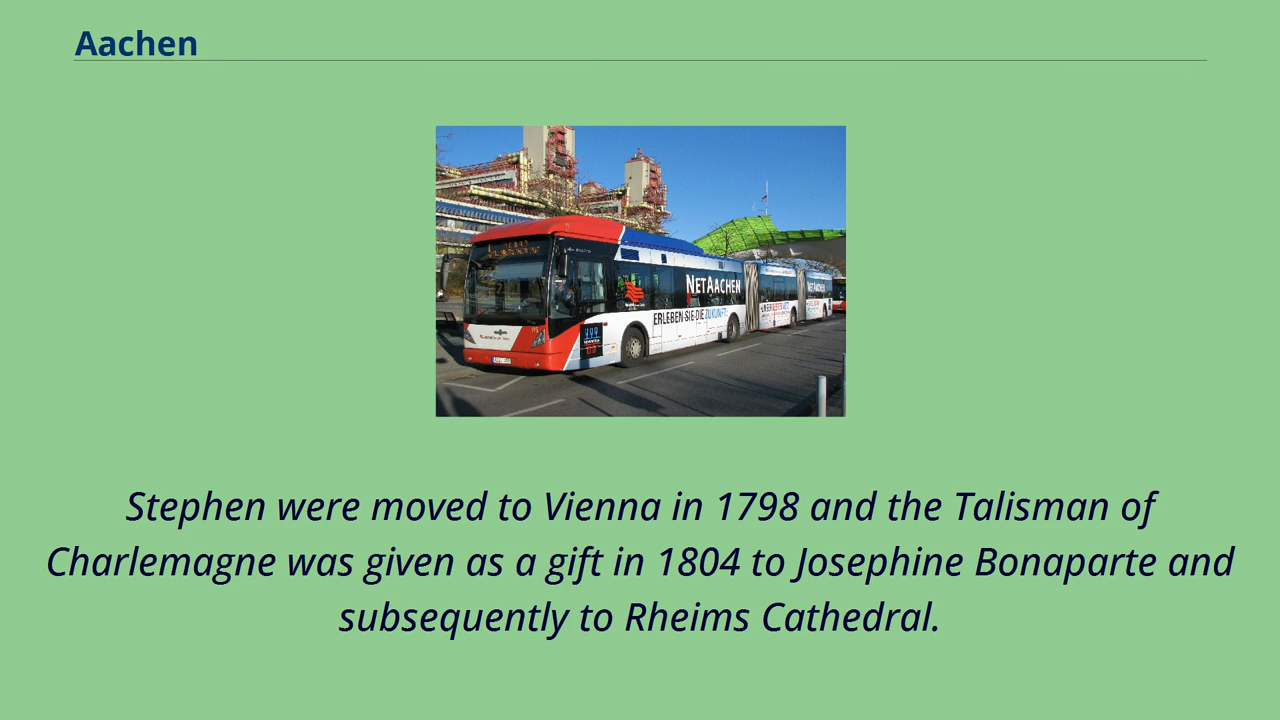 Aachen
NETAACHEN
ERLEBEN·SIE·DIE ZUKUNFT
NETAACHEN
Stephen were moved to Vienna in 1798 and the Talisman of
Charlemagne was given as a gift in 1804 to Josephine Bonaparte and
subsequently to Rheims Cathedral.